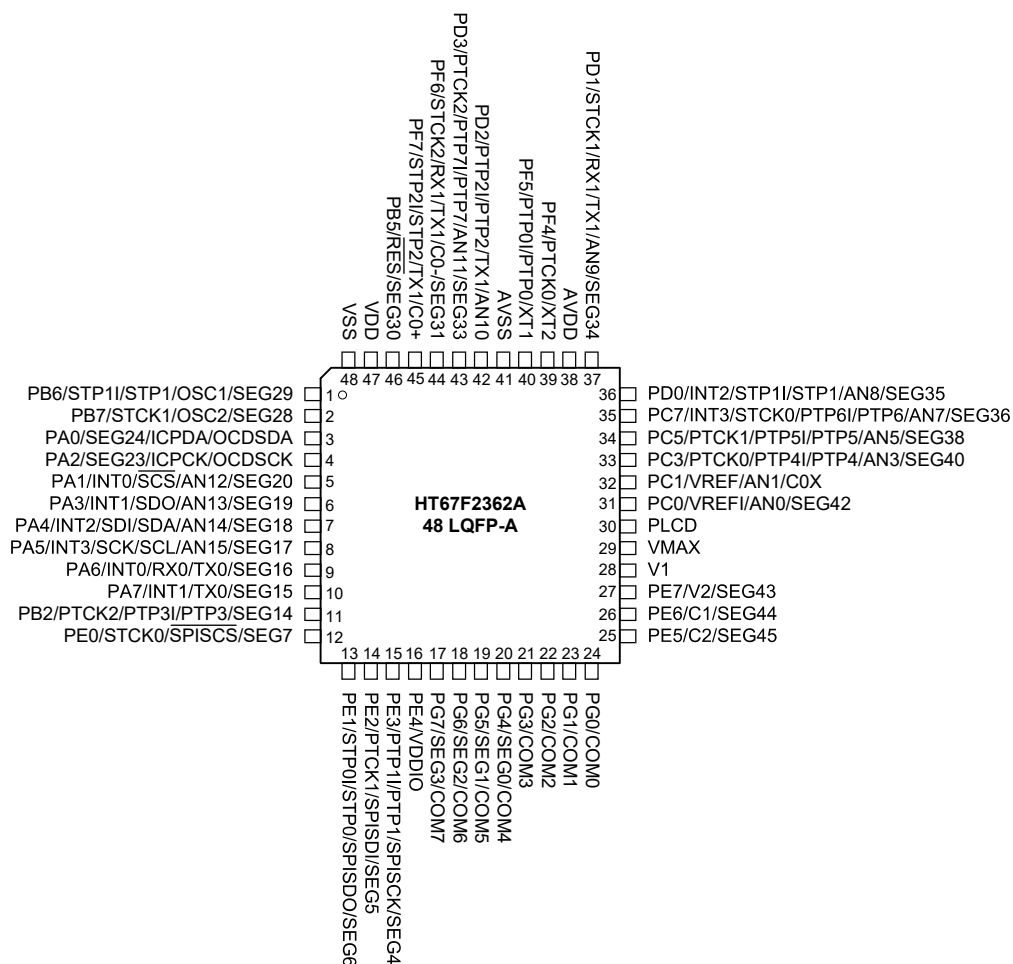 VSS
VDD
PB5/RES/SEG30
PF7/STP2I/STP2/TX1/C0+
PF6/STCK2/RX1/TX1/C0-/SEG31
PD3/PTCK2/PTP7I/PTP7/AN11/SEG33
PD2/PTP2I/PTP2/TX1/AN10
AVSS
PF5/PTP0I/PTP0/XT1
PF4/PTCK0/XT2
AVDD
PD1/STCK1/RX1/TX1/AN9/SEG34
48 47 46 45 44 43 42 41 40 39 38 37
PB6/STP1I/STP1/OSC1/SEG29 1
PB7/STCK1/OSC2/SEG28 2
PA0/SEG24/ICPDA/OCDSDA 3
PA2/SEG23/ICPCK/OCDSCK 4
PA1/INT0/SCS/AN12/SEG20 5
PA3/INT1/SDO/AN13/SEG19 6
PA4/INT2/SDI/SDA/AN14/SEG18 7
PA5/INT3/SCK/SCL/AN15/SEG17 8
PA6/INT0/RX0/TX0/SEG16 9
PA7/INT1/TX0/SEG15 10
PB2/PTCK2/PTP3I/PTP3/SEG14 11
PE0/STCK0/SPISCS/SEG7 12
HT67F2362A
48 LQFP-A
36 PD0/INT2/STP1I/STP1/AN8/SEG35
35 PC7/INT3/STCK0/PTP6I/PTP6/AN7/SEG36
34 PC5/PTCK1/PTP5I/PTP5/AN5/SEG38
33 PC3/PTCK0/PTP4I/PTP4/AN3/SEG40
32 PC1/VREF/AN1/C0X
31 PC0/VREFI/AN0/SEG42
30 PLCD
29 VMAX
28 V1
27 PE7/V2/SEG43
26 PE6/C1/SEG44
25 PE5/C2/SEG45
13 14 15 16 17 18 19 20 21 22 23 24
PE1/STP0I/STP0/SPISDO/SEG6
PE2/PTCK1/SPISDI/SEG5
PE3/PTP1I/PTP1/SPISCK/SEG4
PE4/VDDIO
PG7/SEG3/COM7
PG6/SEG2/COM6
PG5/SEG1/COM5
PG4/SEG0/COM4
PG3/COM3
PG2/COM2
PG1/COM1
PG0/COM0